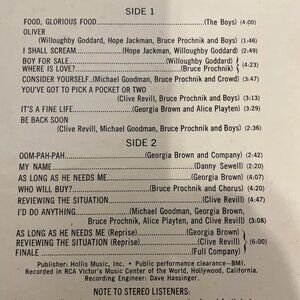 SIDE 1
FOOD, GLORIOUS FOOD (The Boys) (4:00)
OLIVER
(Willoughby Goddard, Hope Jackman, Bruce Prochnik and Boys) (1:46)
I SHALL SCREAM (Hope Jackman, Willoughby Goddard) (2:49)
BOY FOR SALE (Willoughby Goddard) } (4:23)
WHERE IS LOVE? (Bruce Prochnik)
CONSIDER YOURSELF (Michael Goodman, Bruce Prochnik and Crowd) (3:47)
YOU'VE GOT TO PICK A POCKET OR TWO
(Clive Revill, Bruce Prochnik and Boys) (3:01)
IT'S A FINE LIFE (Georgia Brown and Alice Playten) (2:59)
BE BACK SOON
(Clive Revill, Michael Goodman, Bruce Prochnik and Boys) (2:36)
SIDE 2
OOM-PAH-PAH (Georgia Brown and Company) (2:42)
MY NAME (Danny Sewell) (2:20)
AS LONG AS HE NEEDS ME (Georgia Brown) (4:07)
WHO WILL BUY? (Bruce Prochnik and Chorus) (4:20)
REVIEWING THE SITUATION (Clive Revill) (4:47)
I'D DO ANYTHING (Michael Goodman, Georgia Brown,
Bruce Prochnik, Alice Playten, and Clive Revill) (3:08)
AS LONG AS HE NEEDS ME (Reprise) (Georgia Brown)
REVIEWING THE SITUATION (Reprise) (Clive Revill) } (6:00)
FINALE (Full Company)
Publisher: Hollis Music, Inc. • Public performance clearance—BMI.
Recorded in RCA Victor's Music Center of the World, Hollywood, California.
Recording Engineer: Dave Hassinger.
NOTE TO STEREO LISTENERS: